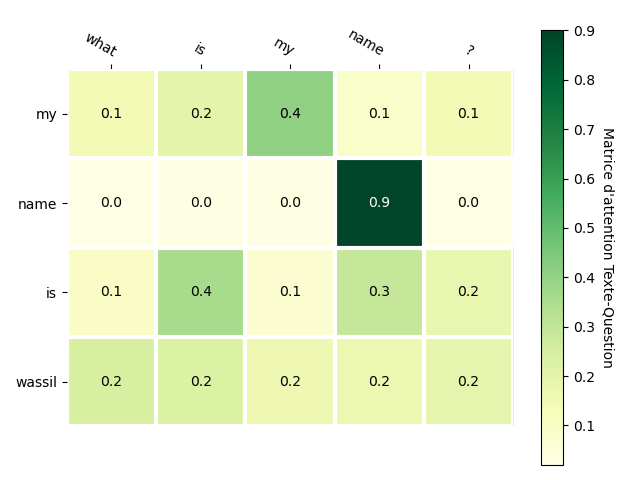 what is my name ?
my 0.1 0.2 0.4 0.1 0.1
name 0.0 0.0 0.0 0.9 0.0
is 0.1 0.4 0.1 0.3 0.2
wassil 0.2 0.2 0.2 0.2 0.2
0.9
0.8
0.7
0.6
0.5
0.4
0.3
0.2
0.1
Matrice d'attention Texte-Question